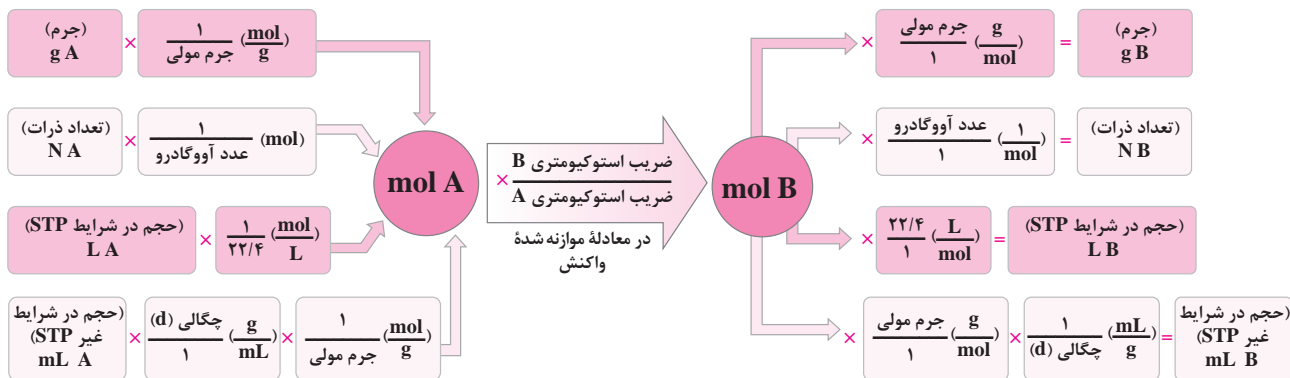 (جرم)
g A × ۱ / جرم مولی (mol/g)
(تعداد ذرات)
N A × ۱ / عدد آووگادرو (mol)
(حجم در شرایط STP)
L A × ۱ / ۲۲/۴ (mol/L)
(حجم در شرایط
غیر STP)
mL A × چگالی (d) / ۱ (g/mL) × ۱ / جرم مولی (mol/g)
mol A
× ضریب استوکیومتری B
ضریب استوکیومتری A
در معادلهٔ موازنه شدهٔ
واکنش
mol B
× جرم مولی / ۱ (g/mol) = (جرم)
g B
× عدد آووگادرو / ۱ (۱/mol) = (تعداد ذرات)
N B
× ۲۲/۴ / ۱ (L/mol) = (حجم در شرایط STP)
L B
× جرم مولی / ۱ (g/mol) × ۱ / چگالی (d) (mL/g) = (حجم در شرایط
غیر STP)
mL B